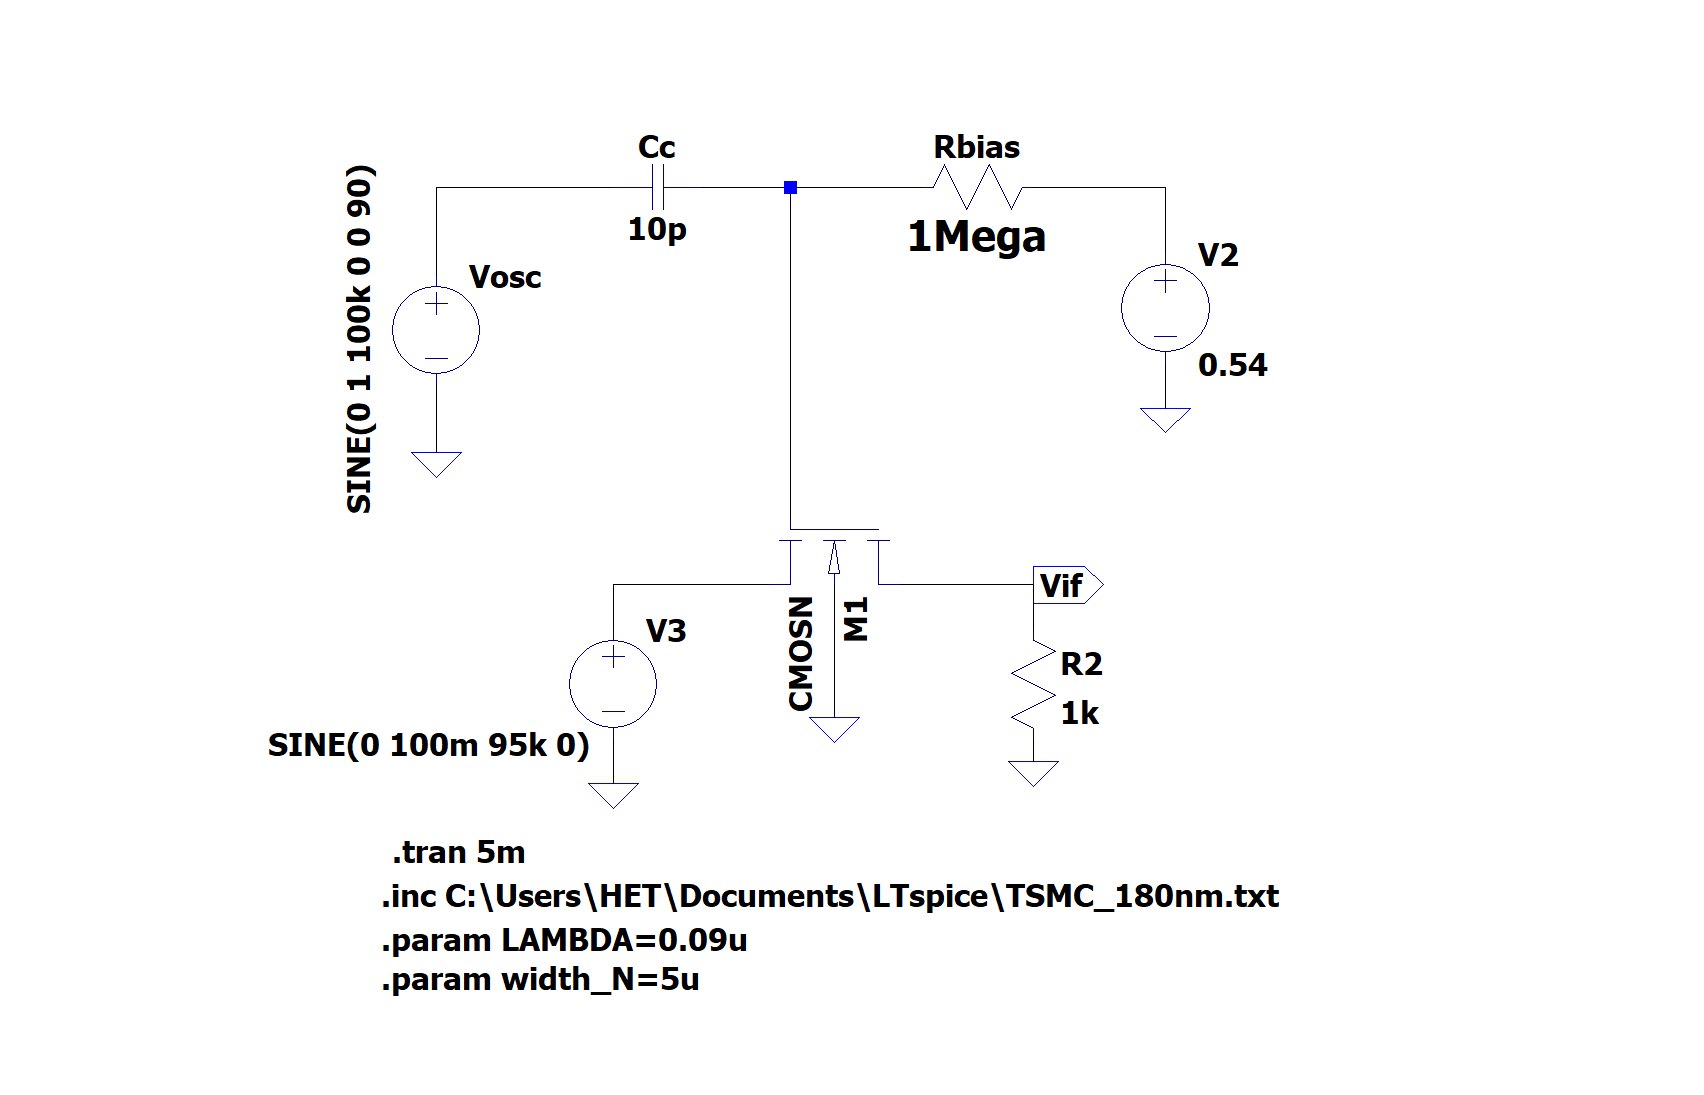 Cc
10p
Rbias
1Mega
SINE(0 1 100k 0 0 90)
Vosc
V2
0.54
CMOSN
M1
Vif
V3
SINE(0 100m 95k 0)
R2
1k
.tran 5m
.inc C:\Users\HET\Documents\LTspice\TSMC_180nm.txt
.param LAMBDA=0.09u
.param width_N=5u